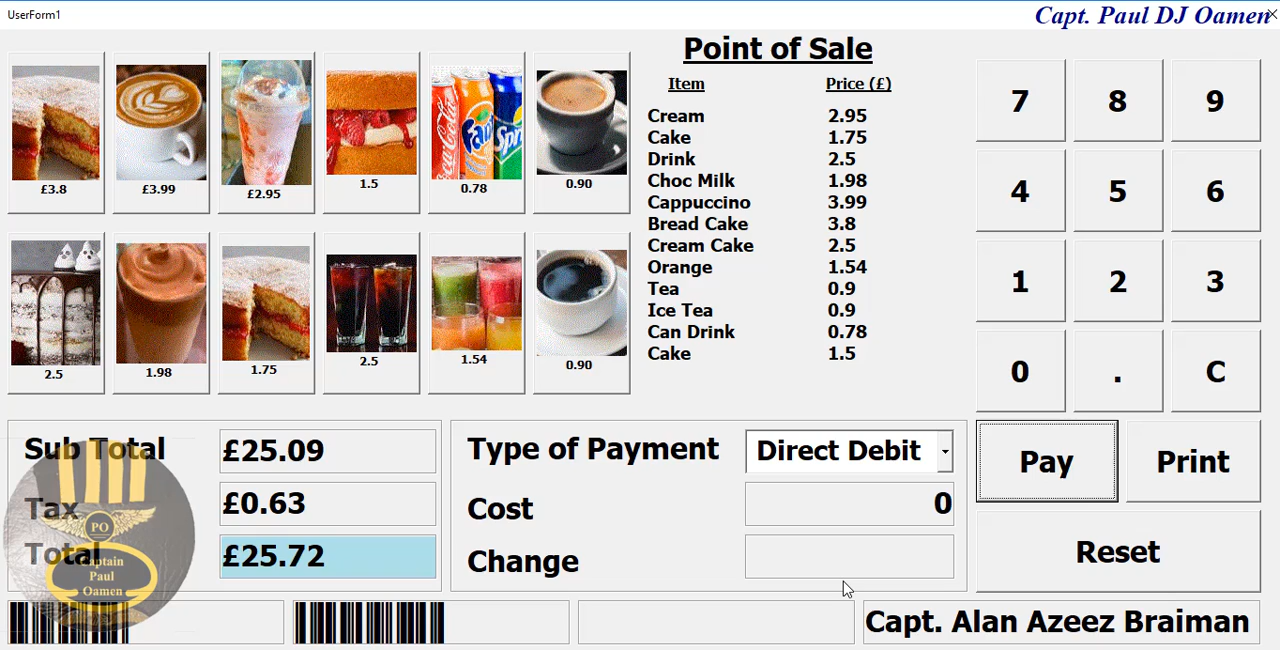 UserForm1
Capt. Paul DJ Oamen
Point of Sale
Item Price (£)
Cream 2.95
Cake 1.75
Drink 2.5
Choc Milk 1.98
Cappuccino 3.99
Bread Cake 3.8
Cream Cake 2.5
Orange 1.54
Tea 0.9
Ice Tea 0.9
Can Drink 0.78
Cake 1.5
£3.8 £3.99 £2.95 1.5 0.78 0.90
2.5 1.98 1.75 2.5 1.54 0.90
Coca-Cola Fanta
7 8 9
4 5 6
1 2 3
0 . C
Sub Total £25.09
Tax £0.63
Total £25.72
Type of Payment Direct Debit
Cost 0
Change
Pay Print
Reset
PO
Captain
Paul
Oamen
Capt. Alan Azeez Braiman